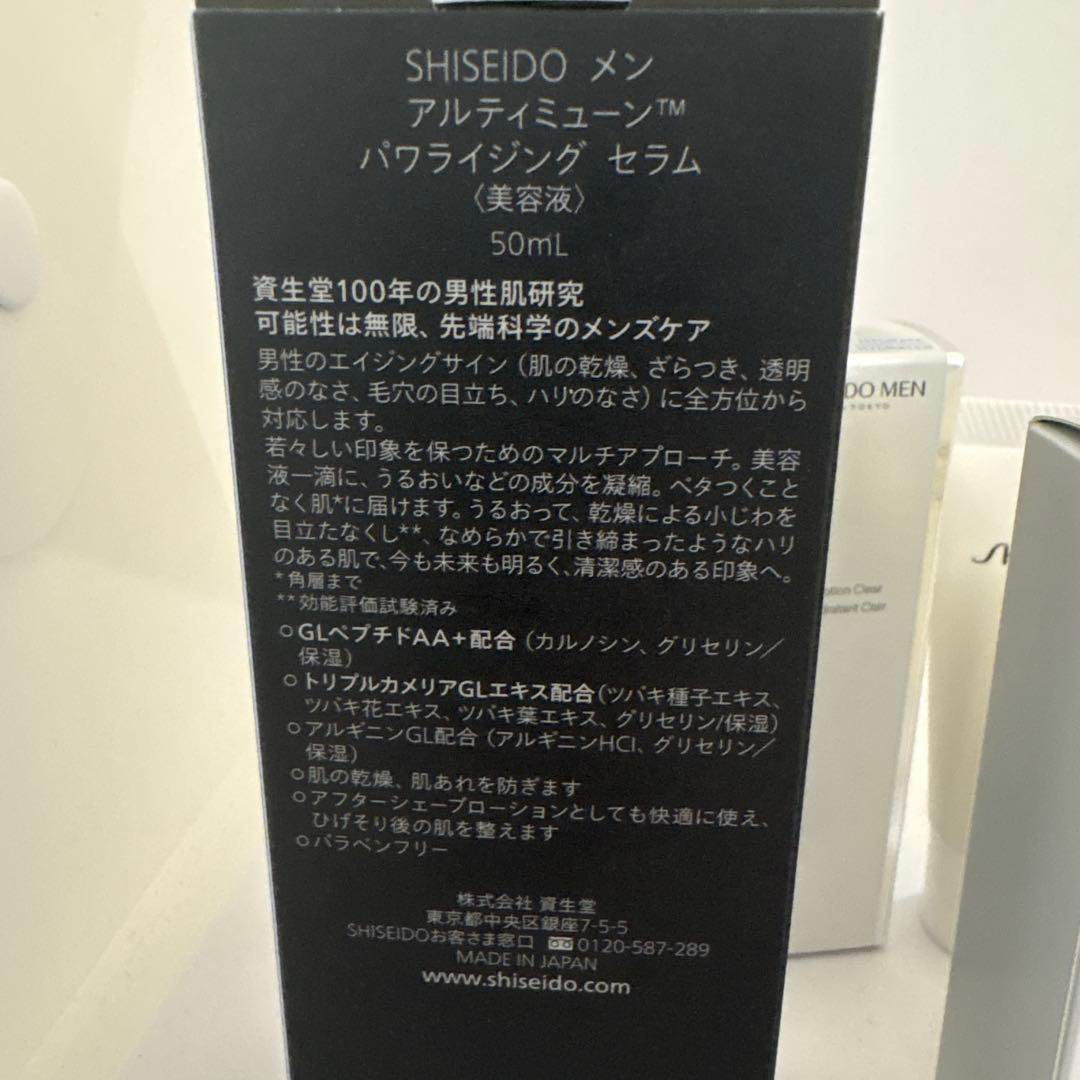 SHISEIDO メン
アルティミューン™
パワライジング セラム
〈美容液〉
50mL
資生堂100年の男性肌研究
可能性は無限、先端科学のメンズケア
男性のエイジングサイン（肌の乾燥、ざらつき、透明
感のなさ、毛穴の目立ち、ハリのなさ）に全方位から
対応します。
若々しい印象を保つためのマルチアプローチ。美容
液一滴に、うるおいなどの成分を凝縮。ベタつくこと
なく肌*に届けます。うるおって、乾燥による小じわを
目立たなくし**、なめらかで引き締まったようなハリ
のある肌で、今も未来も明るく、清潔感のある印象へ。
*角層まで
**効能評価試験済み
○GLペプチドAA+配合（カルノシン、グリセリン/
保湿）
○トリプルカメリアGLエキス配合（ツバキ種子エキス、
ツバキ花エキス、ツバキ葉エキス、グリセリン/保湿）
○アルギニンGL配合（アルギニンHCl、グリセリン/
保湿）
○肌の乾燥、肌あれを防ぎます
○アフターシェーブローションとしても快適に使え、
ひげそり後の肌を整えます
○パラベンフリー
株式会社 資生堂
東京都中央区銀座7-5-5
SHISEIDOお客さま窓口 0120-587-289
MADE IN JAPAN
www.shiseido.com
DO MEN
TOKYO
Clear
Clair